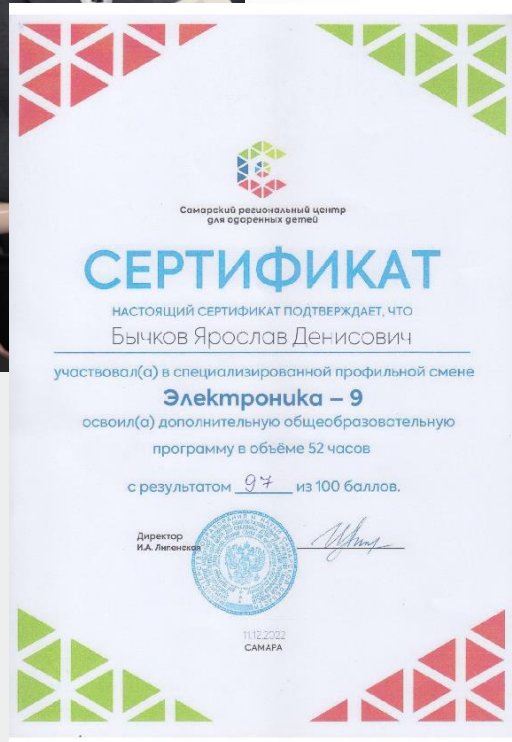 Самарский региональный центр
для одаренных детей
СЕРТИФИКАТ
НАСТОЯЩИЙ СЕРТИФИКАТ ПОДТВЕРЖДАЕТ, ЧТО
Бычков Ярослав Денисович
участвовал(а) в специализированной профильной смене
Электроника – 9
освоил(а) дополнительную общеобразовательную
программу в объёме 52 часов
с результатом 97 из 100 баллов.
Директор
И.А. Липенская
11.12.2022
САМАРА